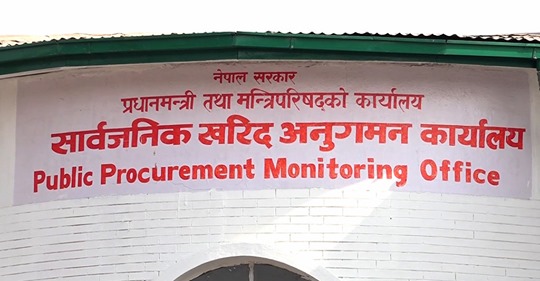 नेपाल सरकार
प्रधानमन्त्री तथा मन्त्रिपरिषद्को कार्यालय
सार्वजनिक खरिद अनुगमन कार्यालय
Public Procurement Monitoring Office